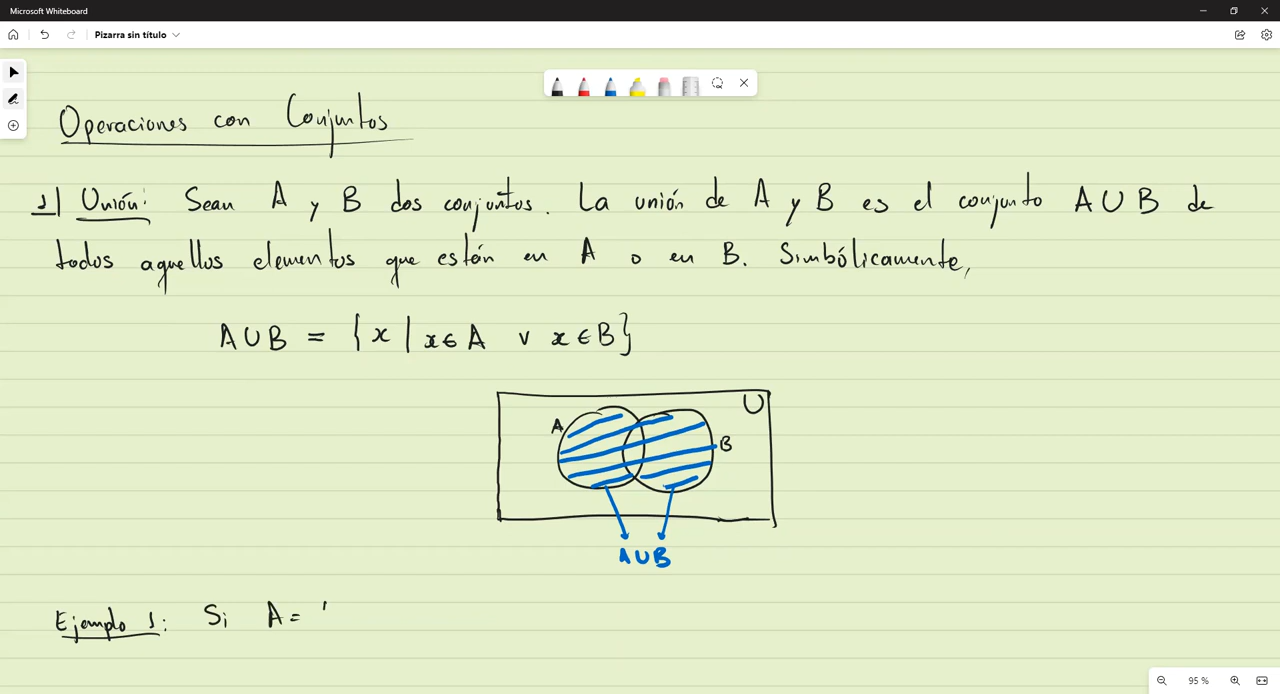 Microsoft Whiteboard
Pizarra sin título
Operaciones con Conjuntos
1) Unión: Sean A y B dos conjuntos. La unión de A y B es el conjunto A ∪ B de
todos aquellos elementos que están en A o en B. Simbólicamente,
A ∪ B = {x | x ∈ A ∨ x ∈ B}
U
A
B
A ∪ B
Ejemplo 1: Si A =
95 %